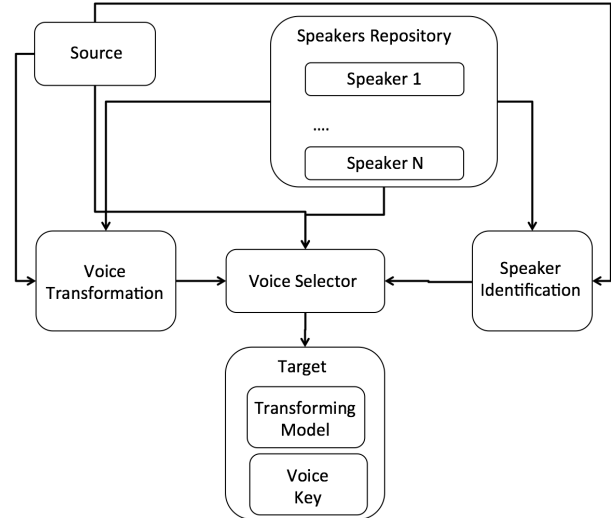 Source
Speakers Repository
Speaker 1
....
Speaker N
Voice
Transformation
Voice Selector
Speaker
Identification
Target
Transforming
Model
Voice
Key